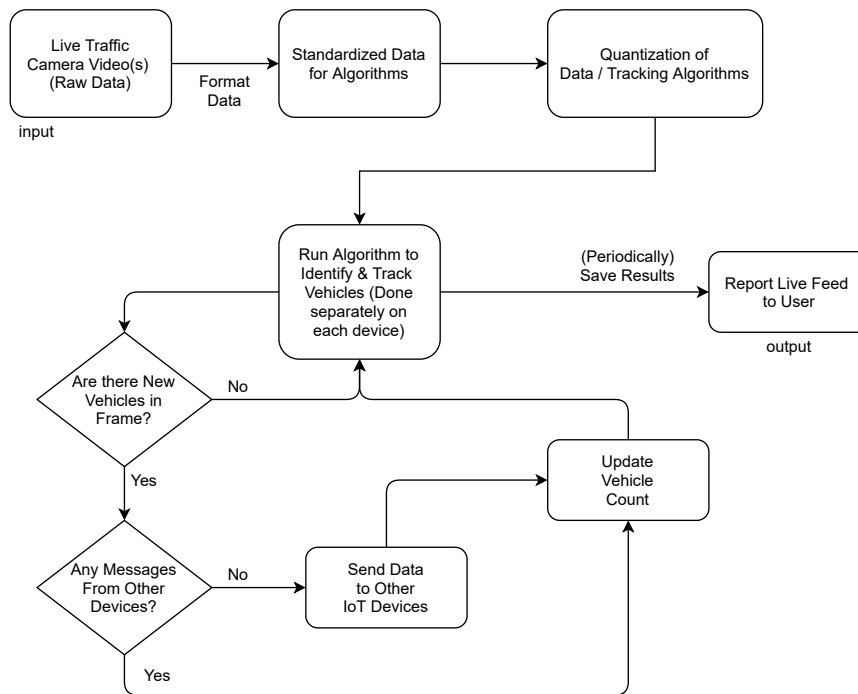 Live Traffic
Camera Video(s)
(Raw Data)
input
Format
Data
Standardized Data
for Algorithms
Quantization of
Data / Tracking Algorithms
Run Algorithm to
Identify & Track
Vehicles (Done
separately on
each device)
(Periodically)
Save Results
Report Live Feed
to User
output
Are there New
Vehicles in
Frame?
No
Yes
Update
Vehicle
Count
Any Messages
From Other
Devices?
No
Send Data
to Other
IoT Devices
Yes